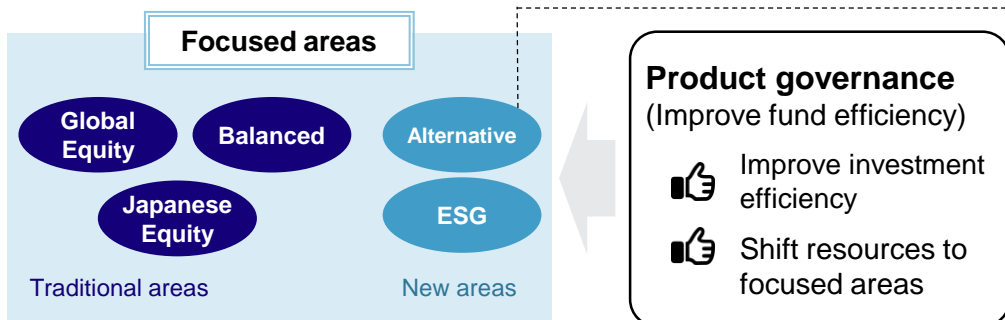 Focused areas
Global
Equity
Balanced
Japanese
Equity
Alternative
ESG
Traditional areas
New areas
Product governance
(Improve fund efficiency)
Improve investment
efficiency
Shift resources to
focused areas